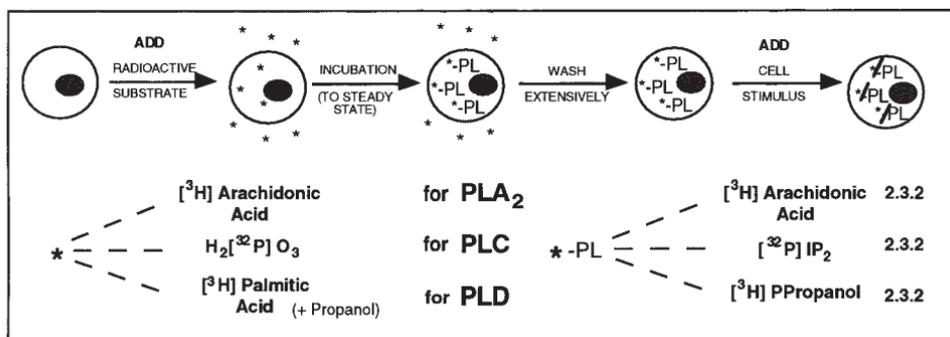 ADD
RADIOACTIVE
SUBSTRATE
* * *
* * *
* * *
INCUBATION
(TO STEADY
STATE)
* * *
*-PL
*-PL
*-PL
* * *
WASH
EXTENSIVELY
*-PL
*-PL
*-PL
ADD
CELL
STIMULUS
*-PL
*-PL
*-PL
[³H] Arachidonic
Acid
for PLA₂
[³H] Arachidonic
Acid
2.3.2
*
H₂[³²P] O₃
for PLC
* -PL
[³²P] IP₂
2.3.2
[³H] Palmitic
Acid (+ Propanol)
for PLD
[³H] PPropanol
2.3.2